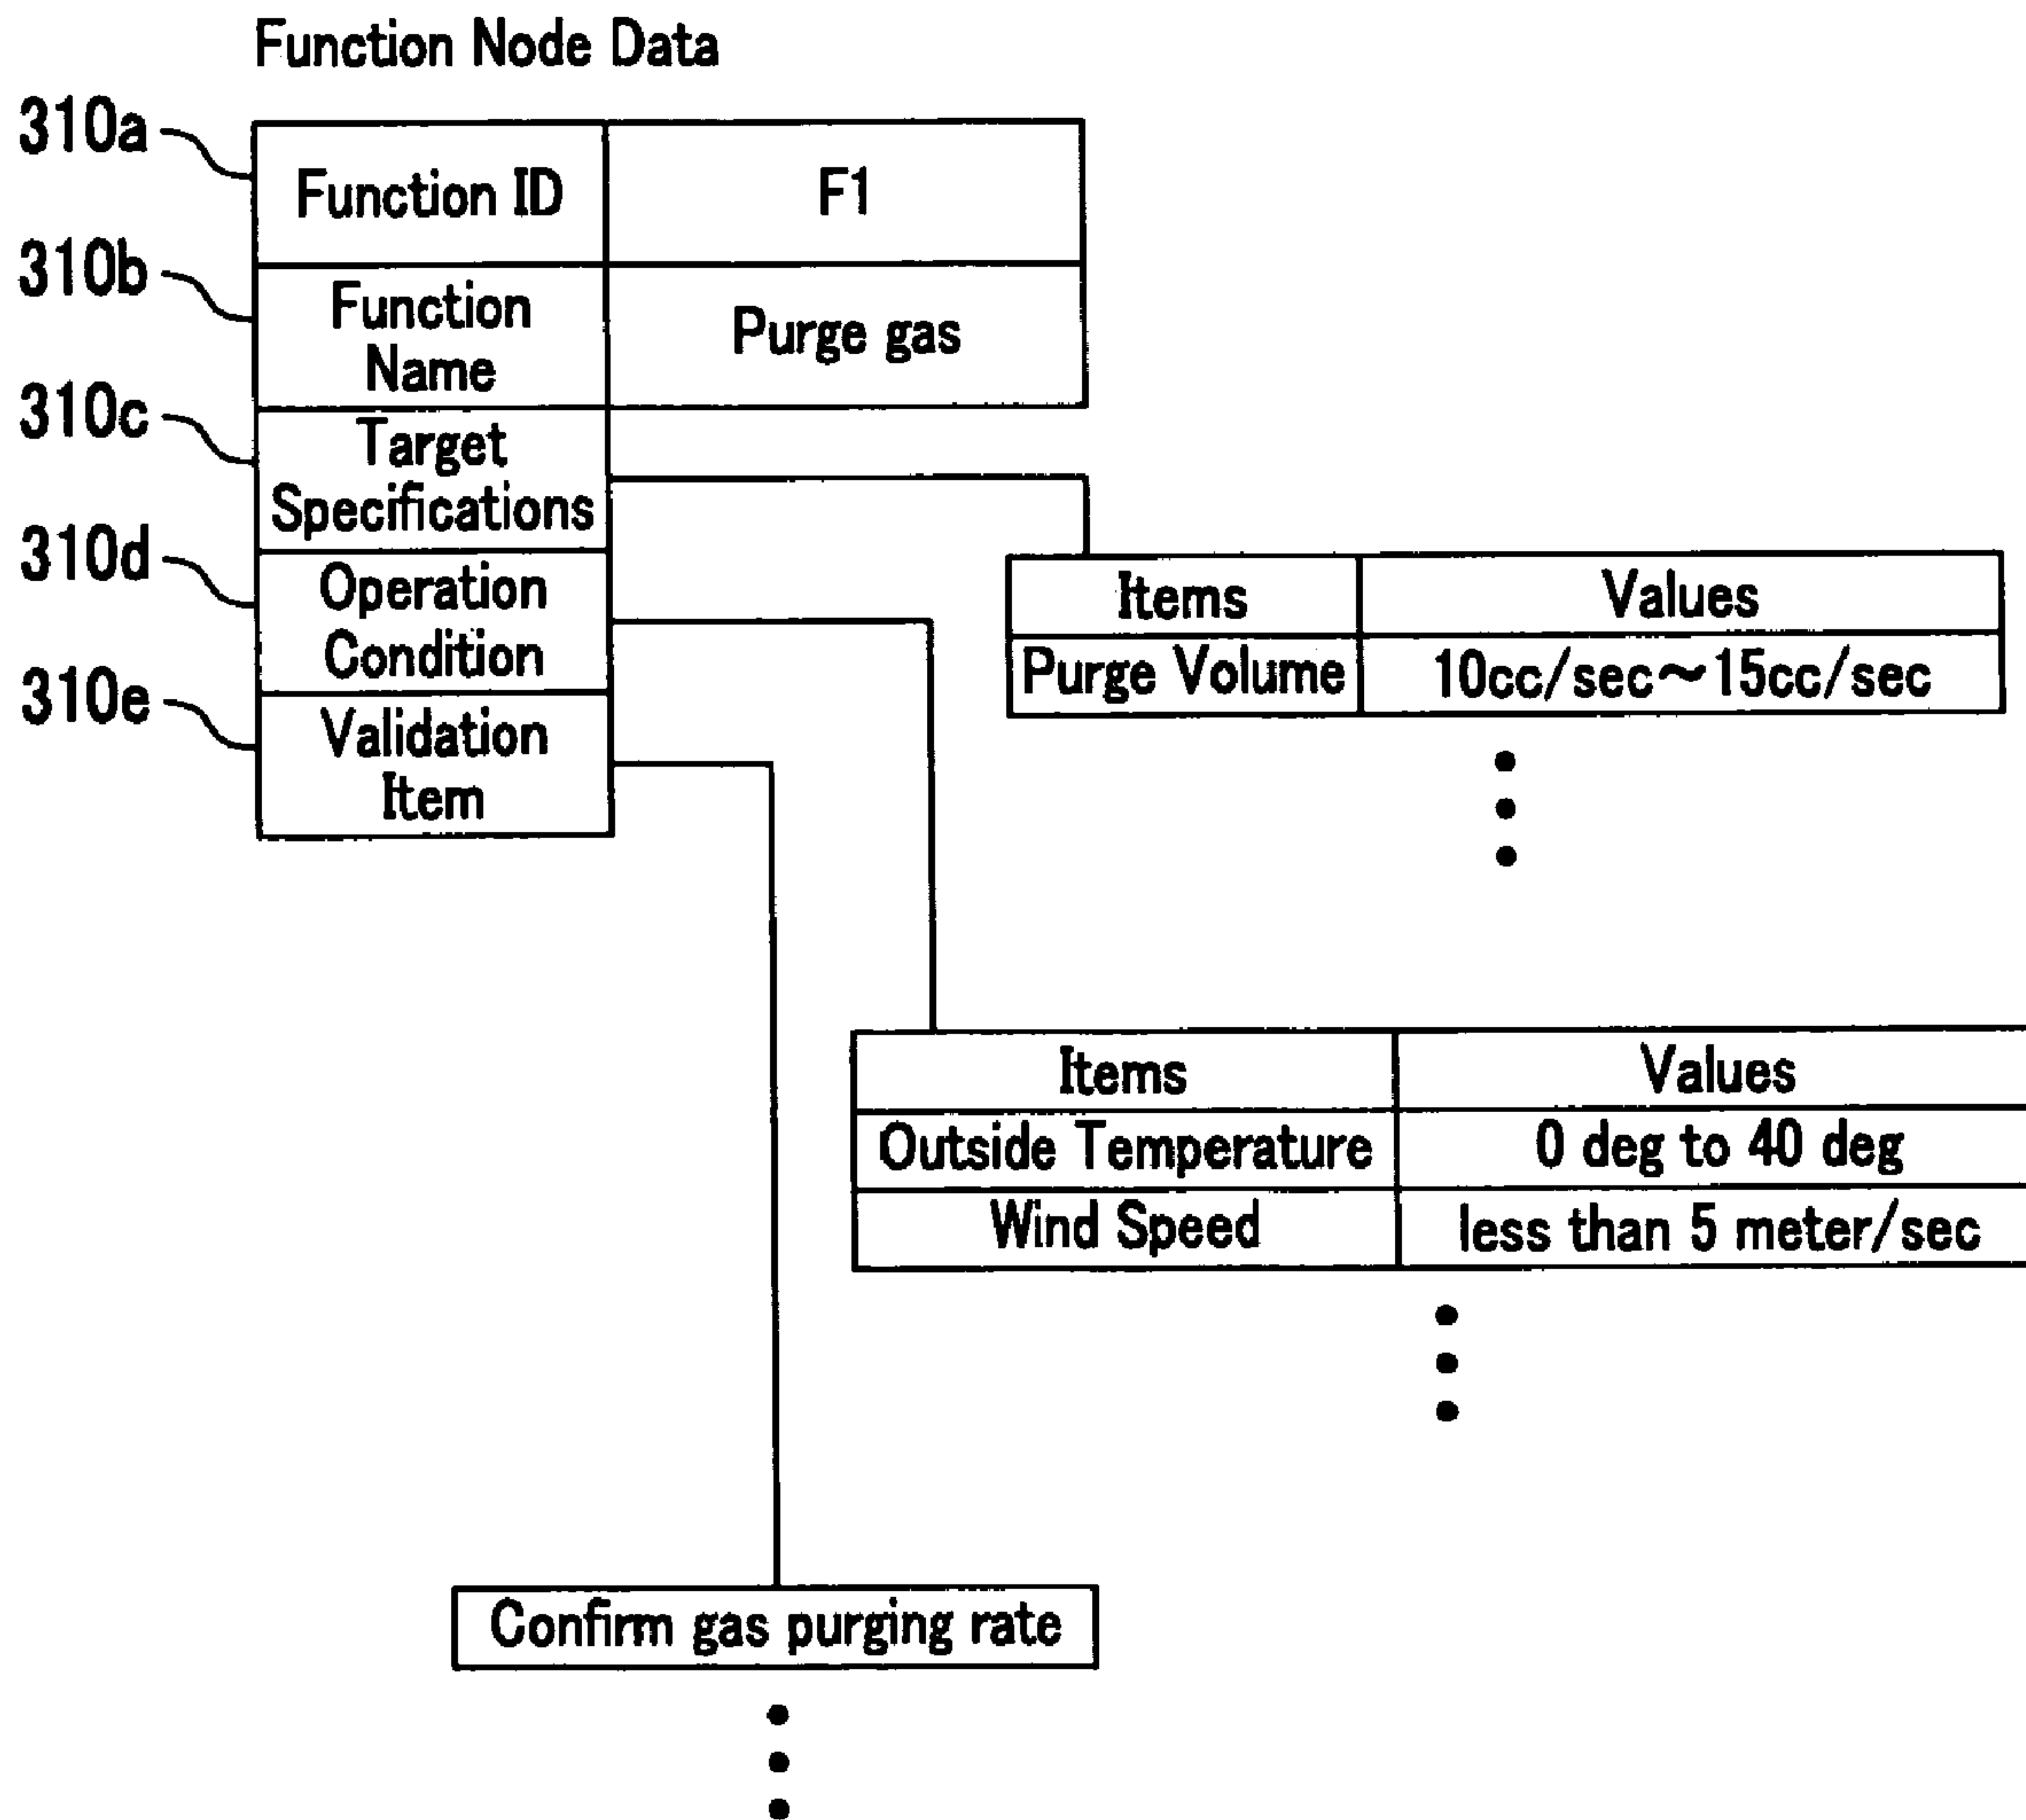 Function Node Data
310a
Function ID
F1
310b
Function
Name
Purge gas
310c
Target
Specifications
310d
Operation
Condition
310e
Validation
Item
Items
Values
Purge Volume
10cc/sec~15cc/sec
Items
Values
Outside Temperature
0 deg to 40 deg
Wind Speed
less than 5 meter/sec
Confirm gas purging rate